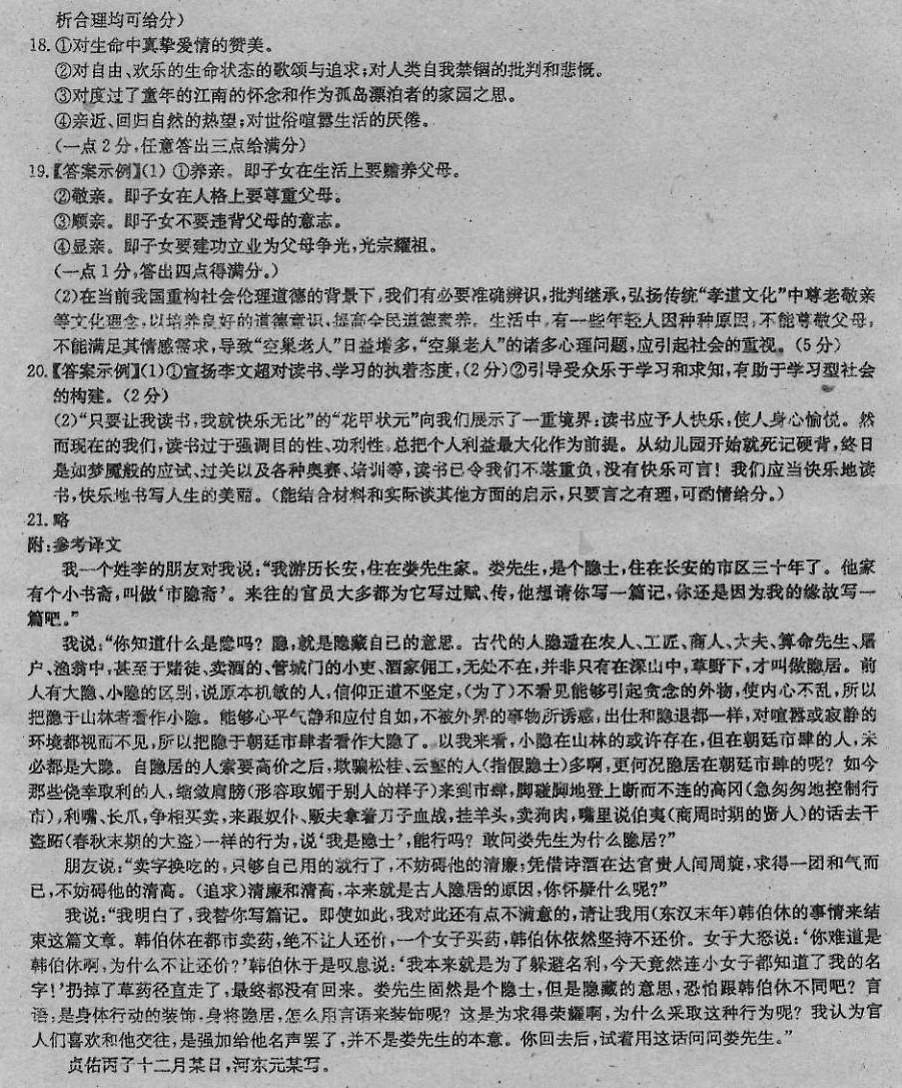 析合理均可给分)
18.①对生命中真挚爱情的赞美。
②对自由、欢乐的生命状态的歌颂与追求;对人类自我禁锢的批判和悲慨。
③对度过了童年的江南的怀念和作为孤岛漂泊者的家园之思。
④亲近、回归自然的热望;对世俗喧嚣生活的厌倦。
(一点2分,任意答出三点给满分)
19.【答案示例】(1)①养亲。即子女在生活上要赡养父母。
②敬亲。即子女在人格上要尊重父母。
③顺亲。即子女不要违背父母的意志。
④显亲。即子女要建功立业为父母争光,光宗耀祖。
(一点1分,答出四点得满分。)
(2)在当前我国重构社会伦理道德的背景下,我们有必要准确辨识,批判继承,弘扬传统“孝道文化”中尊老敬亲
等文化理念,以培养良好的道德意识、提高全民道德素养。生活中,有一些年轻人因种种原因,不能尊敬父母,
不能满足其情感需求,导致“空巢老人”日益增多,“空巢老人”的诸多心理问题,应引起社会的重视。(5分)
20.【答案示例】(1)①宣扬李文超对读书、学习的执着态度,(2分)②引导受众乐于学习和求知,有助于学习型社会
的构建。(2分)
(2)“只要让我读书,我就快乐无比”的“花甲状元”向我们展示了一重境界:读书应予人快乐,使人身心愉悦。然
而现在的我们,读书过于强调目的性、功利性。总把个人利益最大化作为前提。从幼儿园开始就死记硬背,终日
是如梦魇般的应试、过关以及各种奥赛、培训等,读书已令我们不堪重负,没有快乐可言!我们应当快乐地读
书,快乐地书写人生的美丽。(能结合材料和实际谈其他方面的启示,只要言之有理,可酌情给分。)
21.略
附:参考译文
我一个姓李的朋友对我说:“我游历长安,住在娄先生家。娄先生,是个隐士,住在长安的市区三十年了。他家
有个小书斋,叫做‘市隐斋’。来往的官员大多都为它写过赋、传,他想请你写一篇记,你还是因为我的缘故写一
篇吧。”
我说:“你知道什么是隐吗?隐,就是隐藏自己的意思。古代的人隐遁在农人、工匠、商人、大夫、算命先生、屠
户、渔翁中,甚至于赌徒、卖酒的、管城门的小吏、酒家佣工,无处不在,并非只有在深山中,草野下,才叫做隐居。前
人有大隐、小隐的区别,说原本机敏的人,信仰正道不坚定,(为了)不看见能够引起贪念的外物,使内心不乱,所以
把隐于山林者看作小隐。能够心平气静和应付自如,不被外界的事物所诱惑,出仕和隐退都一样,对喧嚣或寂静的
环境都视而不见,所以把隐于朝廷市肆者看作大隐了。以我来看,小隐在山林的或许存在,但在朝廷市肆的人,未
必都是大隐。自隐居的人索要高价之后,欺骗松桂、云壑的人(指假隐士)多啊,更何况隐居在朝廷市肆的呢?如今
那些侥幸取利的人,缩敛肩膀(形容取媚于别人的样子)来到市肆,脚碰脚地登上断而不连的高冈(急匆匆地控制行
市),利嘴、长爪,争相买卖,来跟奴仆、贩夫拿着刀子血战,挂羊头,卖狗肉,嘴里说伯夷(商周时期的贤人)的话去干
盗跖(春秋末期的大盗)一样的行为,说‘我是隐士’,能行吗?敢问娄先生为什么隐居?”
朋友说:“卖字换吃的,只够自己用的就行了,不妨碍他的清廉;凭借诗酒在达官贵人间周旋,求得一团和气而
已,不妨碍他的清高。(追求)清廉和清高,本来就是古人隐居的原因,你怀疑什么呢?”
我说:“我明白了,我替你写篇记。即使如此,我对此还有点不满意的,请让我用(东汉末年)韩伯休的事情来结
束这篇文章。韩伯休在都市卖药,绝不让人还价,一个女子买药,韩伯休依然坚持不还价。女子大怒说:‘你难道是
韩伯休啊,为什么不让还价?’韩伯休于是叹息说:‘我本来就是为了躲避名利,今天竟然连小女子都知道了我的名
字!’扔掉了草药径直走了,最终都没有回来。娄先生固然是个隐士,但是隐藏的意思,恐怕跟韩伯休不同吧?言
语,是身体行动的装饰,身将隐居,怎么用言语来装饰呢?这是为求得荣耀啊,为什么采取这种行为呢?我认为官
人们喜欢和他交往,是强加给他名声罢了,并不是娄先生的本意。你回去后,试着用这话问问娄先生。”
贞佑丙子十二月某日,河东元某写。